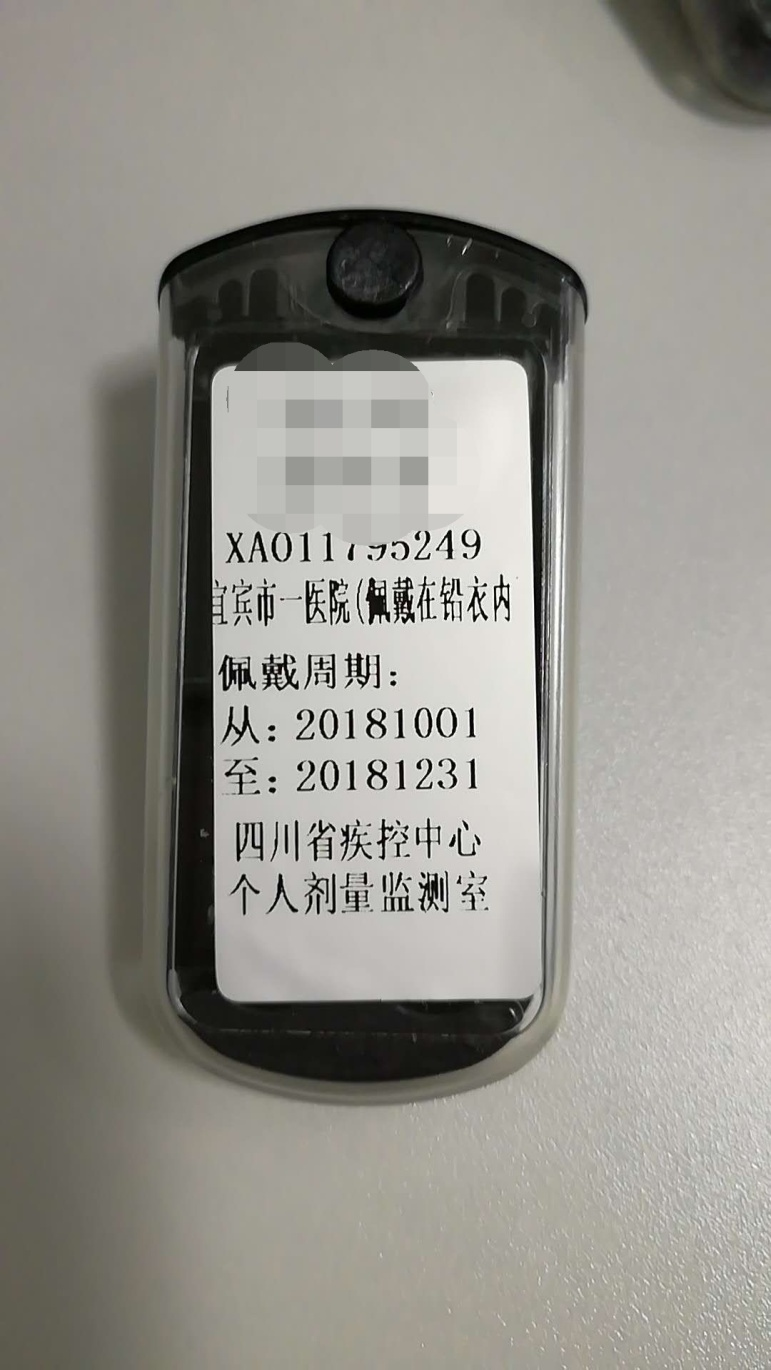 XA011795249
宜宾市一医院(佩戴在铅衣内
佩戴周期:
从: 20181001
至: 20181231
四川省疾控中心
个人剂量监测室